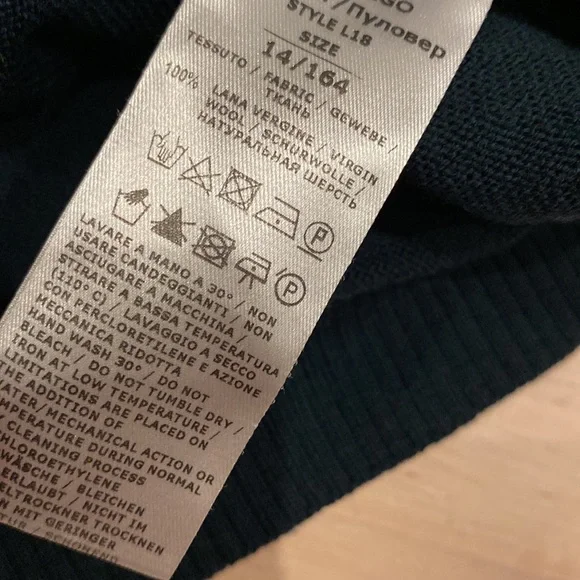 GO
/Пуловер
STYLE L18
SIZE
14/164
TESSUTO / FABRIC / GEWEBE /
ТКАНЬ
100% LANA VERGINE / VIRGIN
WOOL / SCHURWOLLE /
НАТУРАЛЬНАЯ ШЕРСТЬ
P
P
LAVARE A MANO A 30° / NON
USARE CANDEGGIANTI / NON
ASCIUGARE A MACCHINA /
STIRARE A BASSA TEMPERATURA
(110° C) / LAVAGGIO A SECCO
CON PERCLORETILENE E AZIONE
MECCANICA RIDOTTA
HAND WASH 30° / DO NOT
BLEACH / DO NOT TUMBLE DRY /
IRON AT LOW TEMPERATURE /
LIMITATIONS ARE PLACED ON
THE ADDITION OF
WATER/MECHANICAL ACTION OR
TEMPERATURE DURING NORMAL
CLEANING PROCESS
CHLOROETHYLENE
WÄSCHE / BLEICHEN
/ NICHT IM
ELTROCKNER TROCKNEN
N MIT GERINGER